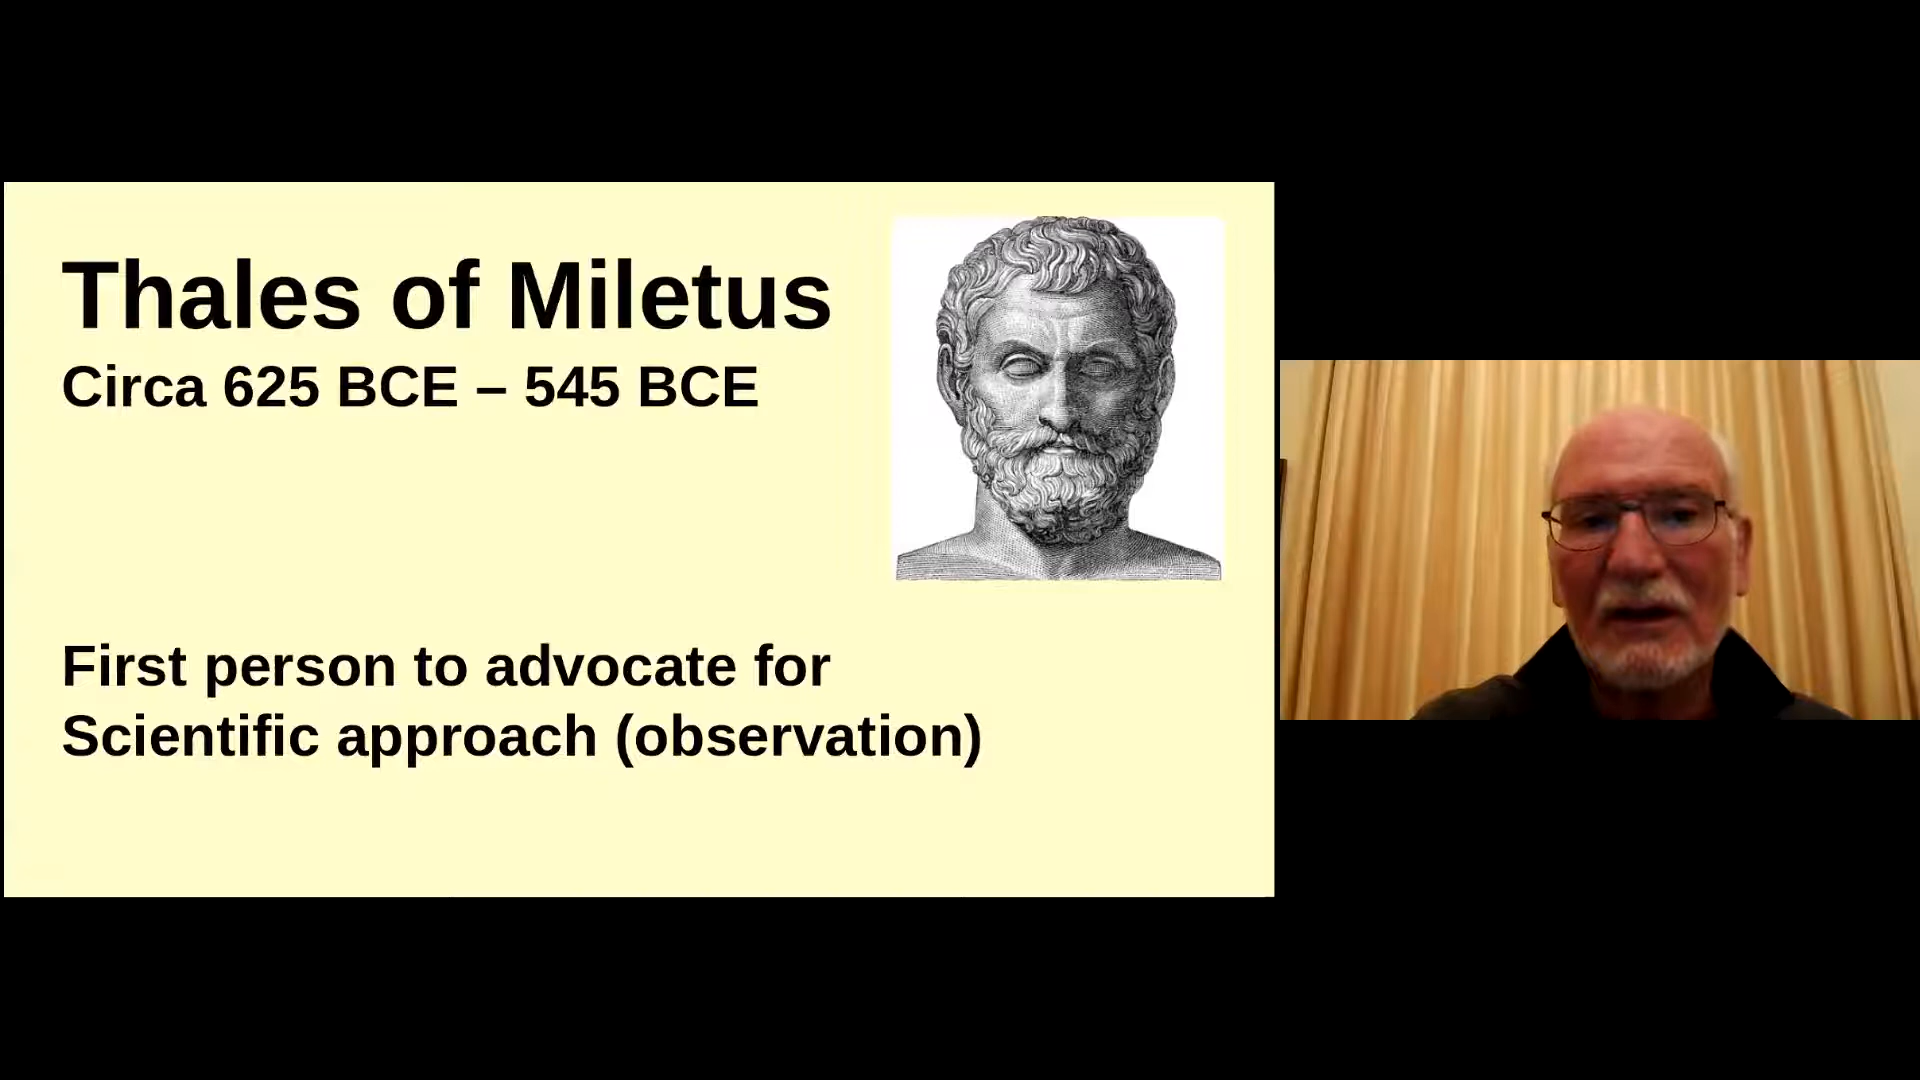 Thales of Miletus
Circa 625 BCE – 545 BCE
First person to advocate for
Scientific approach (observation)